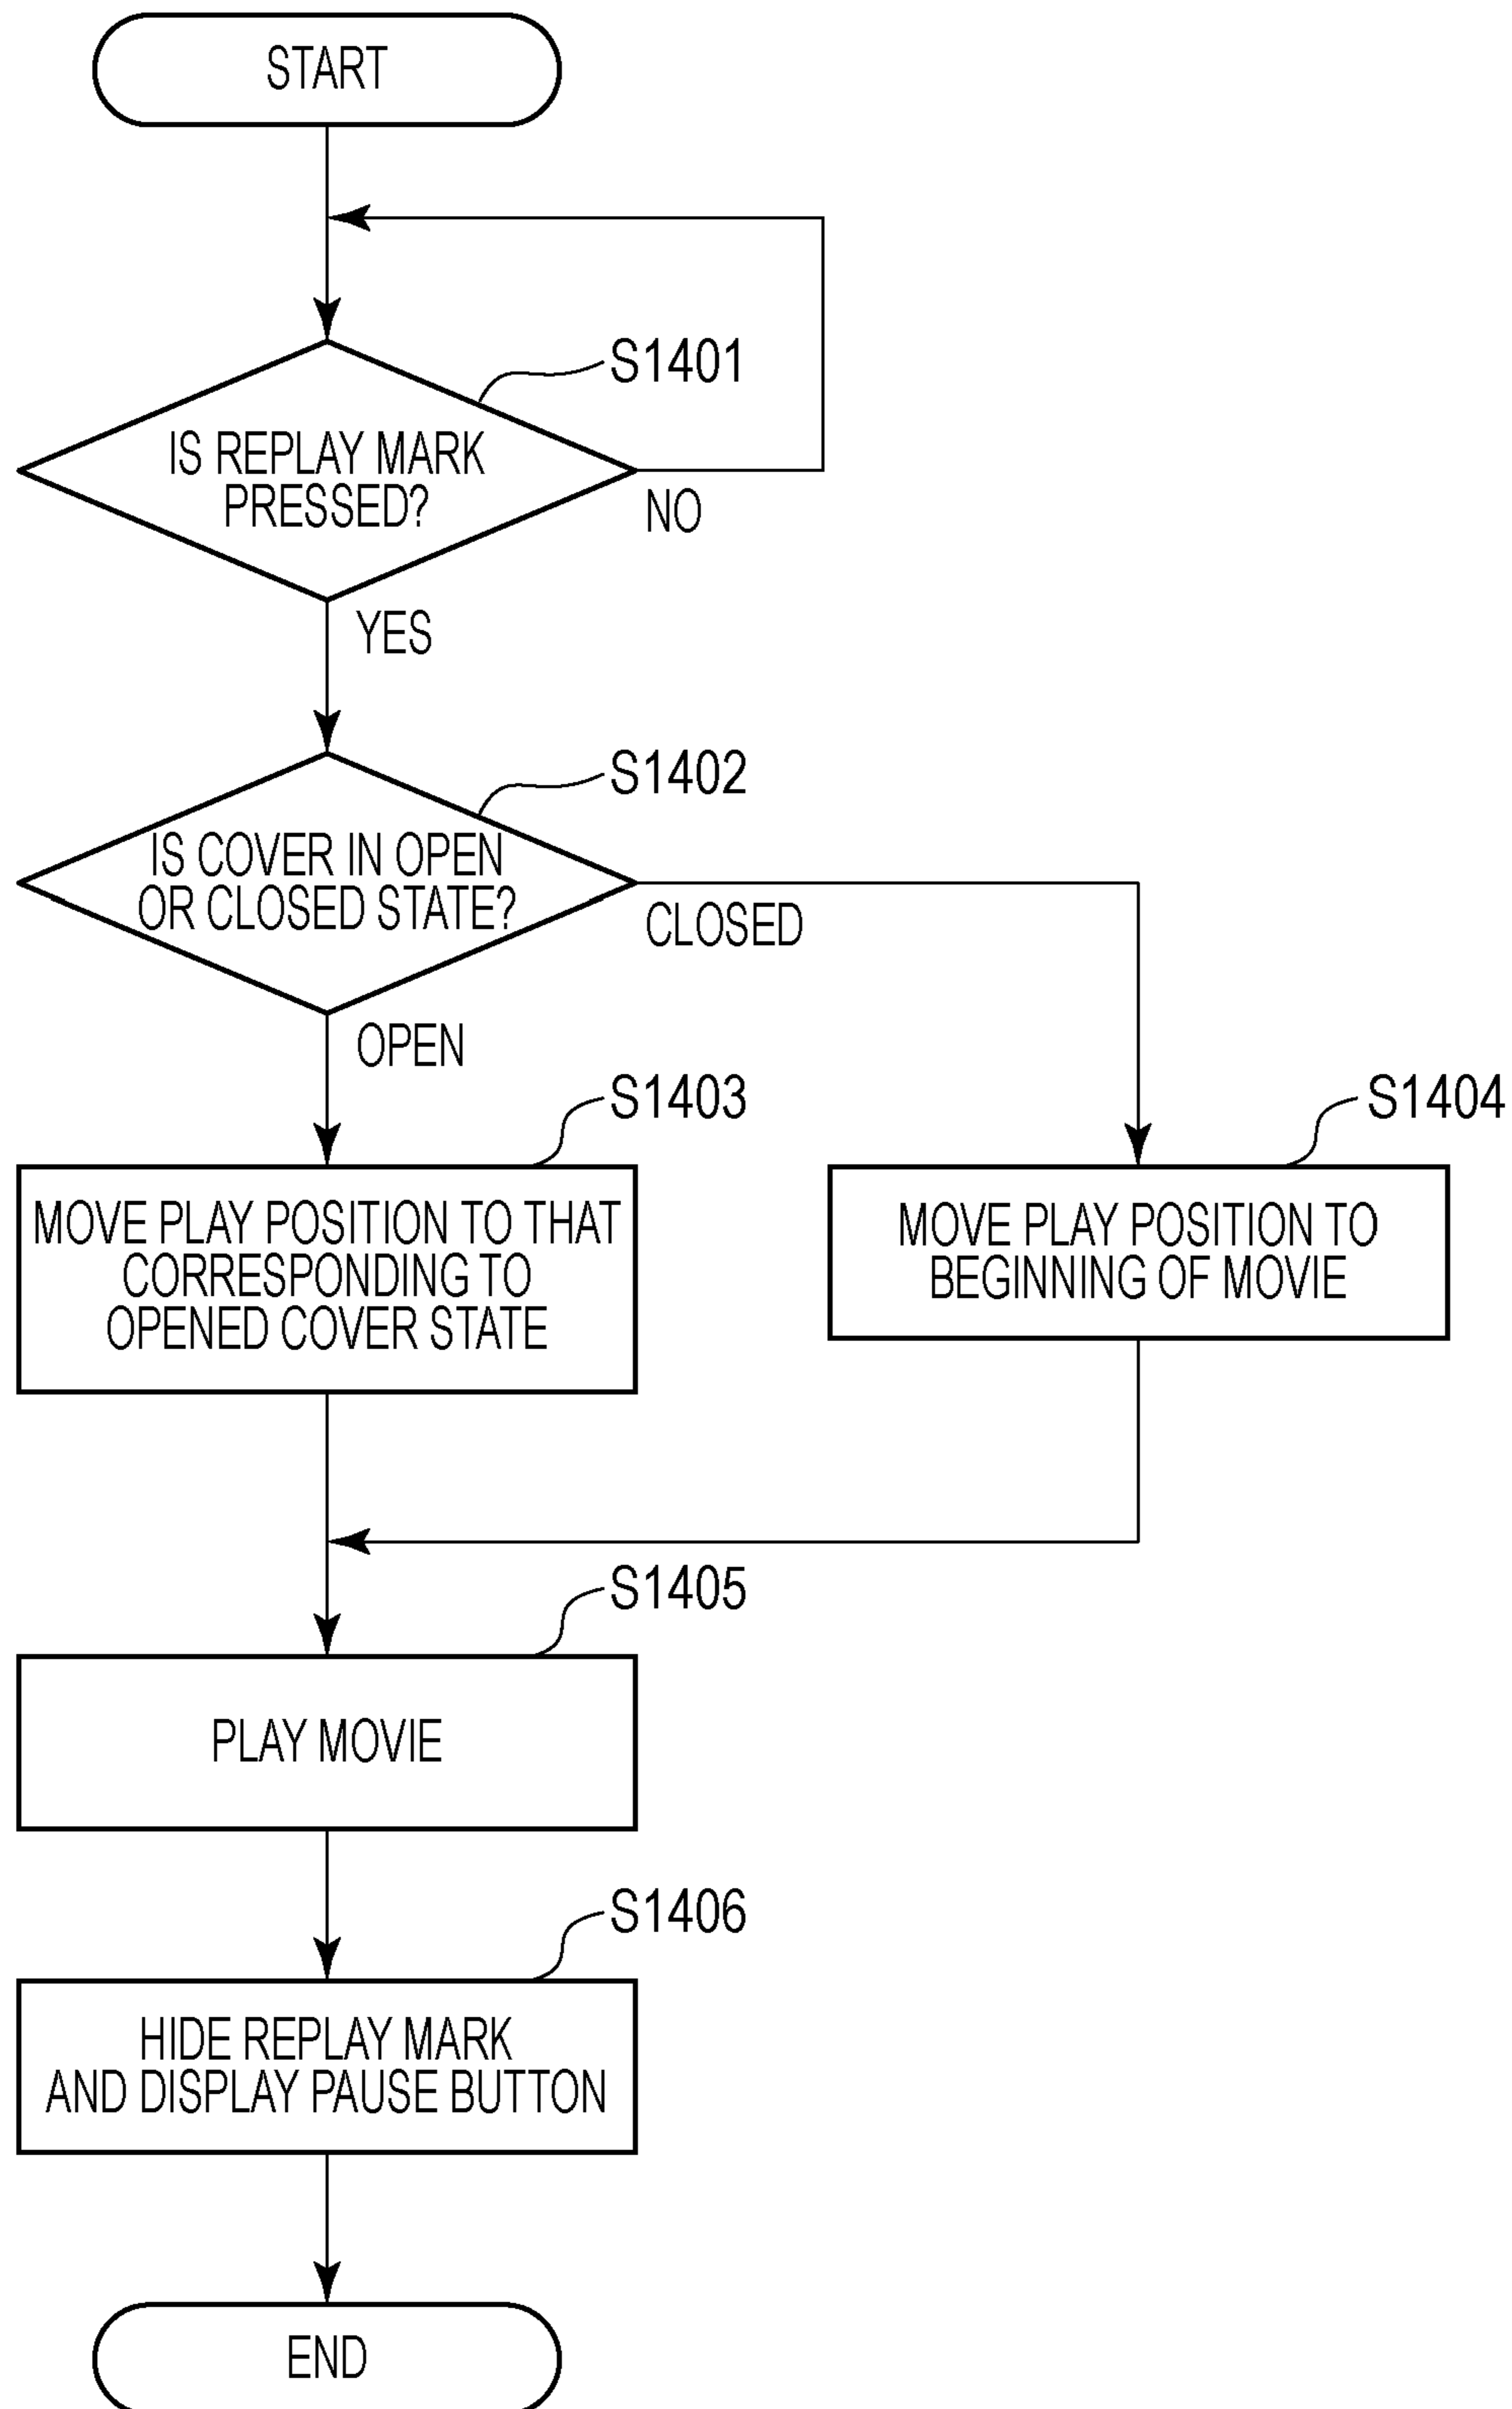 START
S1401
IS REPLAY MARK
PRESSED?
NO
YES
S1402
IS COVER IN OPEN
OR CLOSED STATE?
CLOSED
OPEN
S1403
MOVE PLAY POSITION TO THAT
CORRESPONDING TO
OPENED COVER STATE
S1404
MOVE PLAY POSITION TO
BEGINNING OF MOVIE
S1405
PLAY MOVIE
S1406
HIDE REPLAY MARK
AND DISPLAY PAUSE BUTTON
END